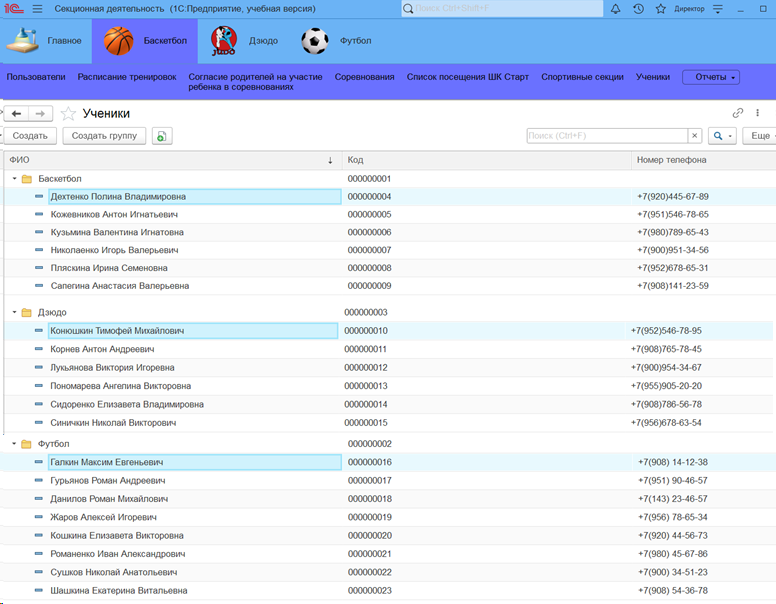 1С Секционная деятельность (1С:Предприятие, учебная версия) Поиск Ctrl+Shift+F Директор
Главное Баскетбол JUDO Дзюдо Футбол
Пользователи Расписание тренировок Согласие родителей на участие ребенка в соревнованиях Соревнования Список посещения ШК Старт Спортивные секции Ученики Отчеты
Ученики
Создать Создать группу Поиск (Ctrl+F) × Еще
ФИО ↓ Код Номер телефона
Баскетбол 000000001
Дехтенко Полина Владимировна 000000004 +7(920)445-67-89
Кожевников Антон Игнатьевич 000000005 +7(951)546-78-65
Кузьмина Валентина Игнатовна 000000006 +7(980)789-65-43
Николаенко Игорь Валерьевич 000000007 +7(900)951-34-56
Пляскина Ирина Семеновна 000000008 +7(952)678-65-31
Сапегина Анастасия Валерьевна 000000009 +7(908)141-23-59
Дзюдо 000000003
Конюшкин Тимофей Михайлович 000000010 +7(952)546-78-95
Корнев Антон Андреевич 000000011 +7(908)765-78-45
Лукьянова Виктория Игоревна 000000012 +7(900)954-34-67
Пономарева Ангелина Викторовна 000000013 +7(955)905-20-20
Сидоренко Елизавета Владимировна 000000014 +7(908)786-56-78
Синичкин Николай Викторович 000000015 +7(956)678-63-54
Футбол 000000002
Галкин Максим Евгеньевич 000000016 +7(908) 14-12-38
Гурьянов Роман Андреевич 000000017 +7(951) 90-46-57
Данилов Роман Михайлович 000000018 +7(143) 23-46-57
Жаров Алексей Игоревич 000000019 +7(956) 78-65-34
Кошкина Елизавета Викторовна 000000020 +7(920) 44-56-73
Романенко Иван Александрович 000000021 +7(980) 45-67-86
Сушков Николай Анатольевич 000000022 +7(900) 34-51-23
Шашкина Екатерина Витальевна 000000023 +7(908) 54-36-78